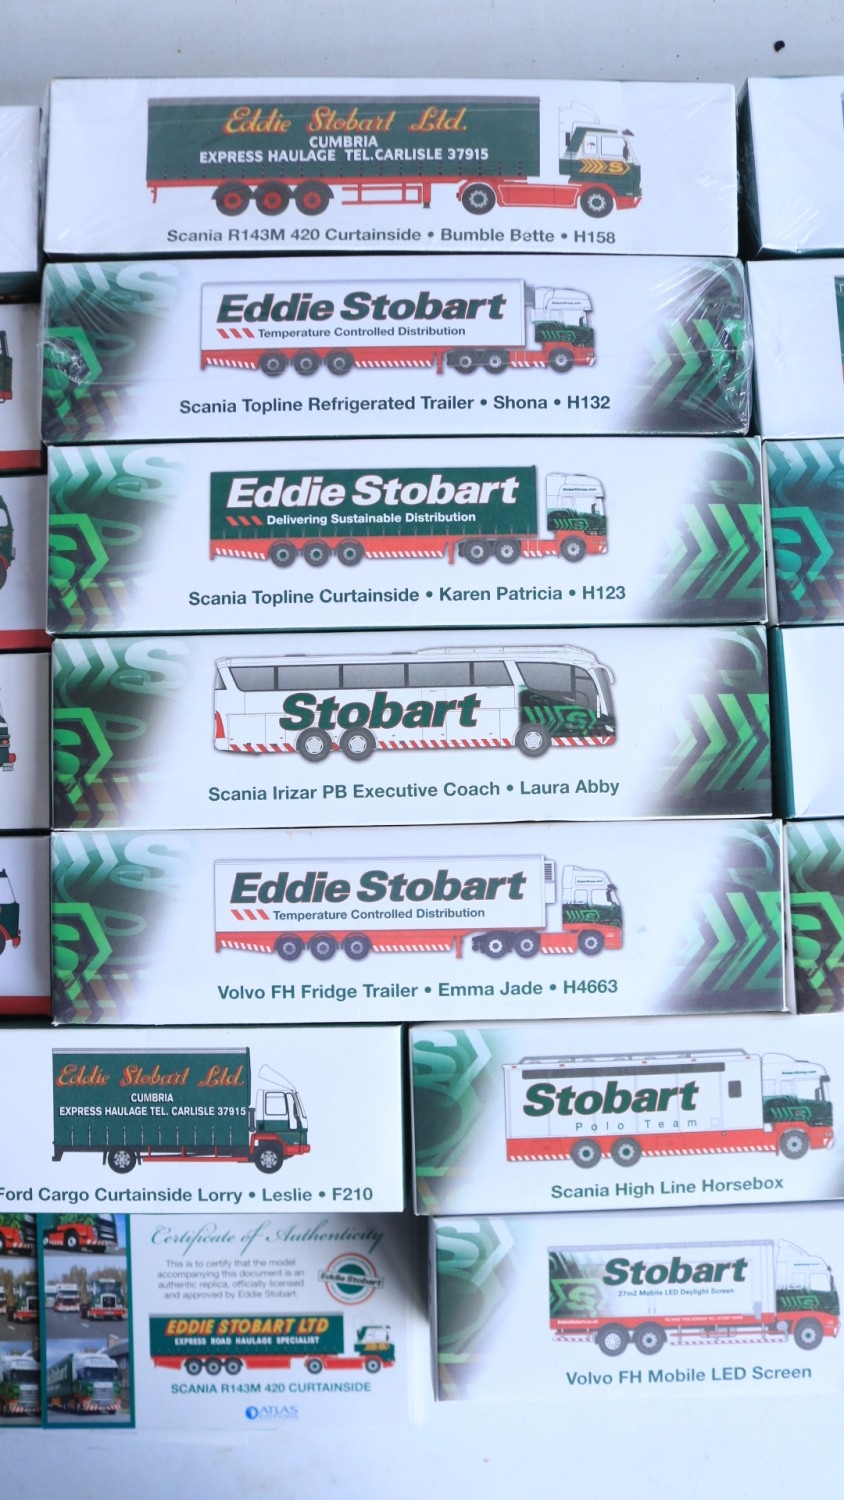 Eddie Stobart Ltd.
CUMBRIA
EXPRESS HAULAGE TEL.CARLISLE 37915
S
Scania R143M 420 Curtainside • Bumble Bette • H158
Eddie Stobart
Temperature Controlled Distribution
Scania Topline Refrigerated Trailer • Shona • H132
Eddie Stobart
Delivering Sustainable Distribution
Scania Topline Curtainside • Karen Patricia • H123
Stobart
Scania Irizar PB Executive Coach • Laura Abby
Eddie Stobart
Temperature Controlled Distribution
Volvo FH Fridge Trailer • Emma Jade • H4663
Eddie Stobart Ltd.
CUMBRIA
EXPRESS HAULAGE TEL. CARLISLE 37915
Ford Cargo Curtainside Lorry • Leslie • F210
Stobart
Polo Team
Scania High Line Horsebox
Certificate of Authenticity
This is to certify that the model
accompanying this document is an
authentic replica, officially licensed
and approved by Eddie Stobart.
Eddie Stobart
EDDIE STOBART LTD
EXPRESS ROAD HAULAGE SPECIALIST
SCANIA R143M 420 CURTAINSIDE
ATLAS
Stobart
27m2 Mobile LED Daylight Screen
Volvo FH Mobile LED Screen